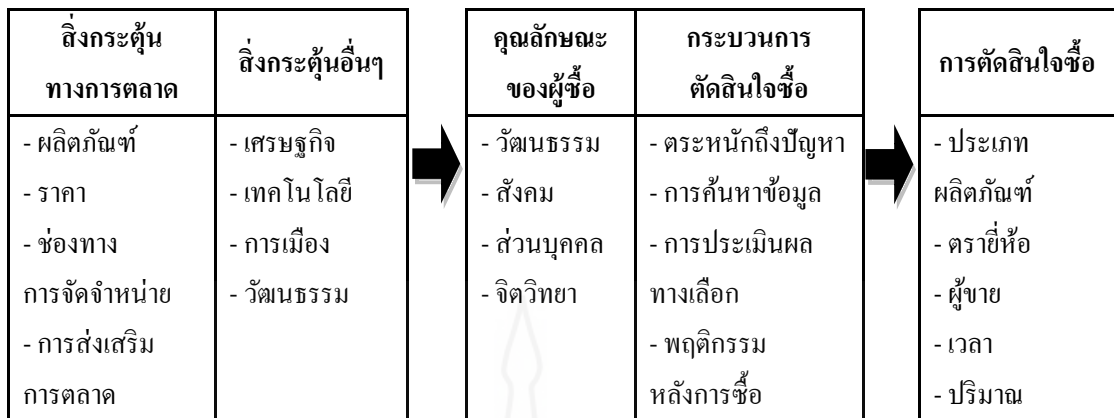 สิ่งกระตุ้น
ทางการตลาด
- ผลิตภัณฑ์
- ราคา
- ช่องทาง
การจัดจำหน่าย
- การส่งเสริม
การตลาด
สิ่งกระตุ้นอื่นๆ
- เศรษฐกิจ
- เทคโนโลยี
- การเมือง
- วัฒนธรรม
คุณลักษณะ
ของผู้ซื้อ
- วัฒนธรรม
- สังคม
- ส่วนบุคคล
- จิตวิทยา
กระบวนการ
ตัดสินใจซื้อ
- ตระหนักถึงปัญหา
- การค้นหาข้อมูล
- การประเมินผล
ทางเลือก
- พฤติกรรม
หลังการซื้อ
การตัดสินใจซื้อ
- ประเภท
ผลิตภัณฑ์
- ตรายี่ห้อ
- ผู้ขาย
- เวลา
- ปริมาณ